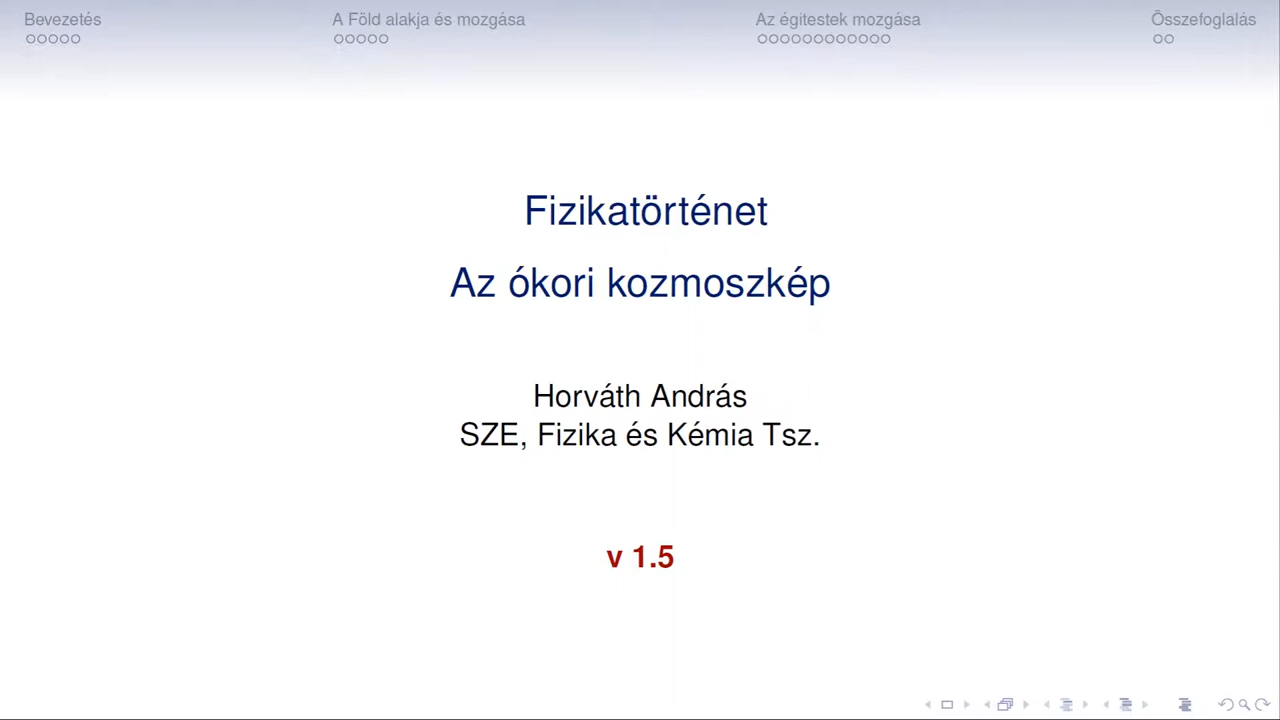 Bevezetés
A Föld alakja és mozgása
Az égitestek mozgása
Összefoglalás
Fizikatörténet
Az ókori kozmoszkép
Horváth András
SZE, Fizika és Kémia Tsz.
v 1.5